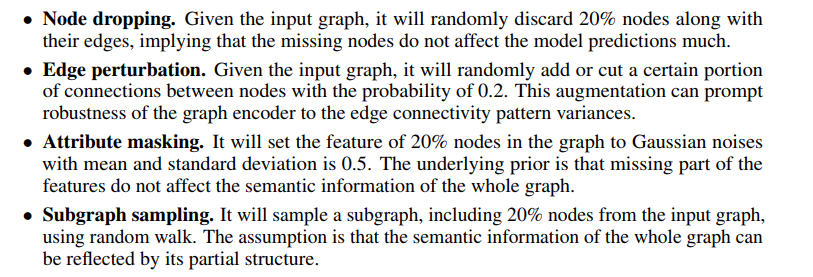 • Node dropping. Given the input graph, it will randomly discard 20% nodes along with
their edges, implying that the missing nodes do not affect the model predictions much.
• Edge perturbation. Given the input graph, it will randomly add or cut a certain portion
of connections between nodes with the probability of 0.2. This augmentation can prompt
robustness of the graph encoder to the edge connectivity pattern variances.
• Attribute masking. It will set the feature of 20% nodes in the graph to Gaussian noises
with mean and standard deviation is 0.5. The underlying prior is that missing part of the
features do not affect the semantic information of the whole graph.
• Subgraph sampling. It will sample a subgraph, including 20% nodes from the input graph,
using random walk. The assumption is that the semantic information of the whole graph can
be reflected by its partial structure.